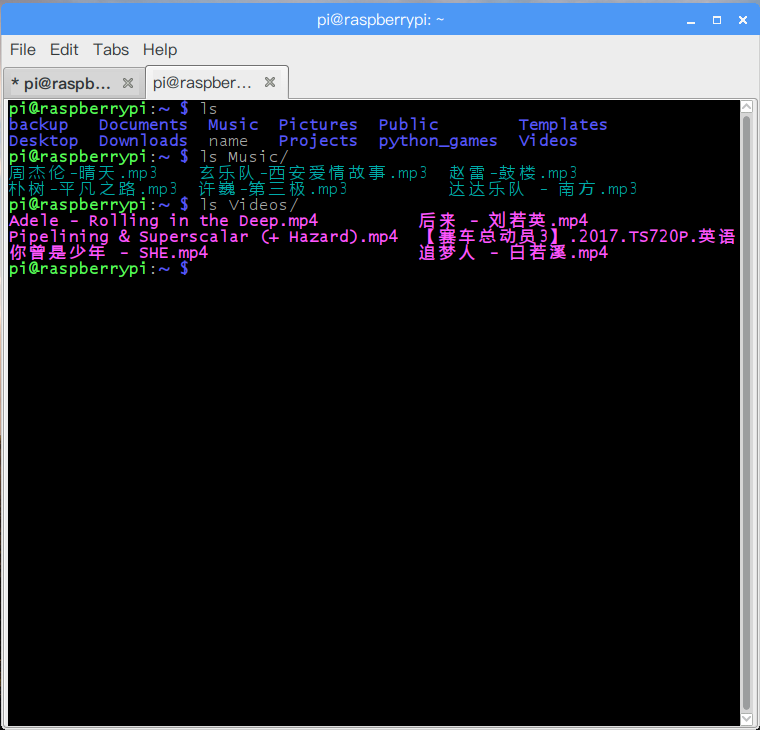 pi@raspberrypi: ~
File Edit Tabs Help
* pi@raspb... pi@raspber...
pi@raspberrypi:~ $ ls
backup Documents Music Pictures Public Templates
Desktop Downloads name Projects python_games Videos
pi@raspberrypi:~ $ ls Music/
周杰伦-晴天.mp3 玄乐队-西安爱情故事.mp3 赵雷-鼓楼.mp3
朴树-平凡之路.mp3 许巍-第三极.mp3 达达乐队 - 南方.mp3
pi@raspberrypi:~ $ ls Videos/
Adele - Rolling in the Deep.mp4 后来 - 刘若英.mp4
Pipelining & Superscalar (+ Hazard).mp4 【赛车总动员3】.2017.TS720P.英语
你曾是少年 - SHE.mp4 追梦人 - 白若溪.mp4
pi@raspberrypi:~ $